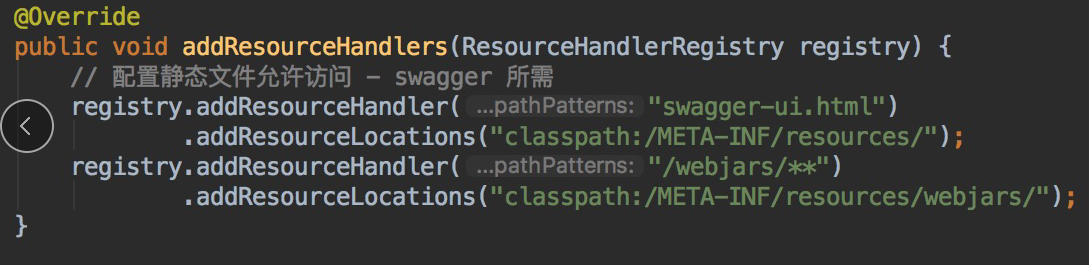 @Override
public void addResourceHandlers(ResourceHandlerRegistry registry) {
// 配置静态文件允许访问 - swagger 所需
registry.addResourceHandler( ...pathPatterns: "swagger-ui.html")
.addResourceLocations("classpath:/META-INF/resources/");
registry.addResourceHandler( ...pathPatterns: "/webjars/**")
.addResourceLocations("classpath:/META-INF/resources/webjars/");
}